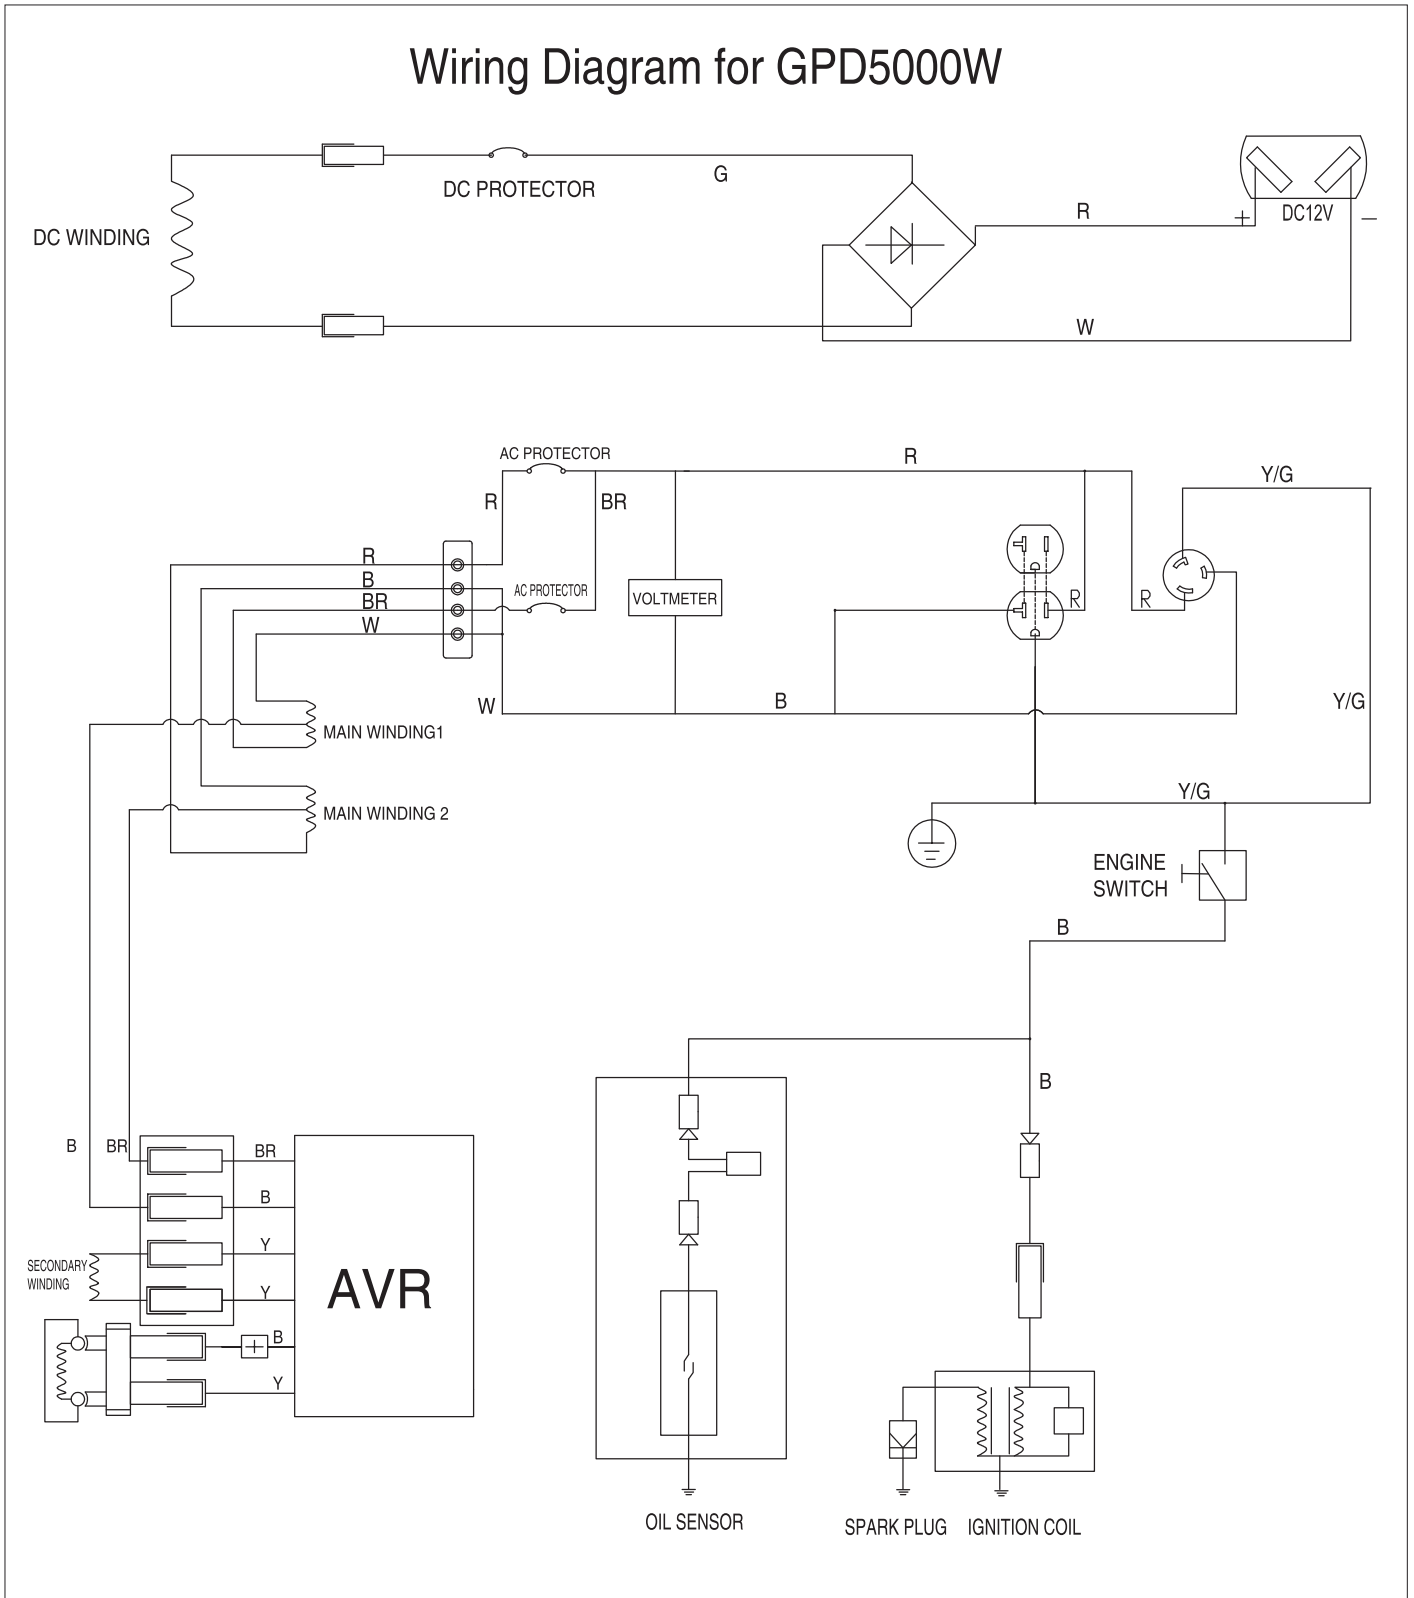 Wiring Diagram for GPD5000W
DC PROTECTOR
G
DC WINDING
R
+
DC12V
−
W
AC PROTECTOR
R
Y/G
R
BR
R
B
AC PROTECTOR
BR
VOLTMETER
R
R
W
W
B
Y/G
MAIN WINDING1
Y/G
MAIN WINDING 2
ENGINE
SWITCH
B
B
B
BR
BR
B
Y
SECONDARY
WINDING
Y
AVR
+
B
Y
OIL SENSOR
SPARK PLUG
IGNITION COIL